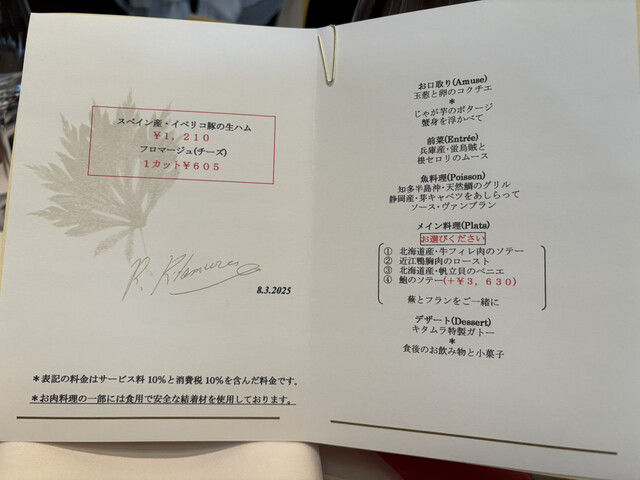 スペイン産・イベリコ豚の生ハム
￥１，２１０
フロマージュ(チーズ)
１カット￥６０５
R. Kitamura
8.3.2025
＊表記の料金はサービス料 10％と消費税 10％を含んだ料金です。
＊お肉料理の一部には食用で安全な結着材を使用しております。
お口取り(Amuse)
玉葱と卵のコクチエ
＊
じゃが芋のポタージ
蟹身を浮かべて
前菜(Entrée)
兵庫産・蛍烏賊と
根セロリのムース
魚料理(Poisson)
知多半島沖・天然鯛のグリル
静岡産・芽キャベツをあしらって
ソース・ヴァンブラン
メイン料理(Plats)
お選びください
① 北海道産・牛フィレ肉のソテー
② 近江鴨胸肉のロースト
③ 北海道産・帆立貝のベニエ
④ 鮑のソテー(＋￥３，６３０)
蕪とフランをご一緒に
デザート(Dessert)
キタムラ特製ガトー
＊
食後のお飲み物と小菓子